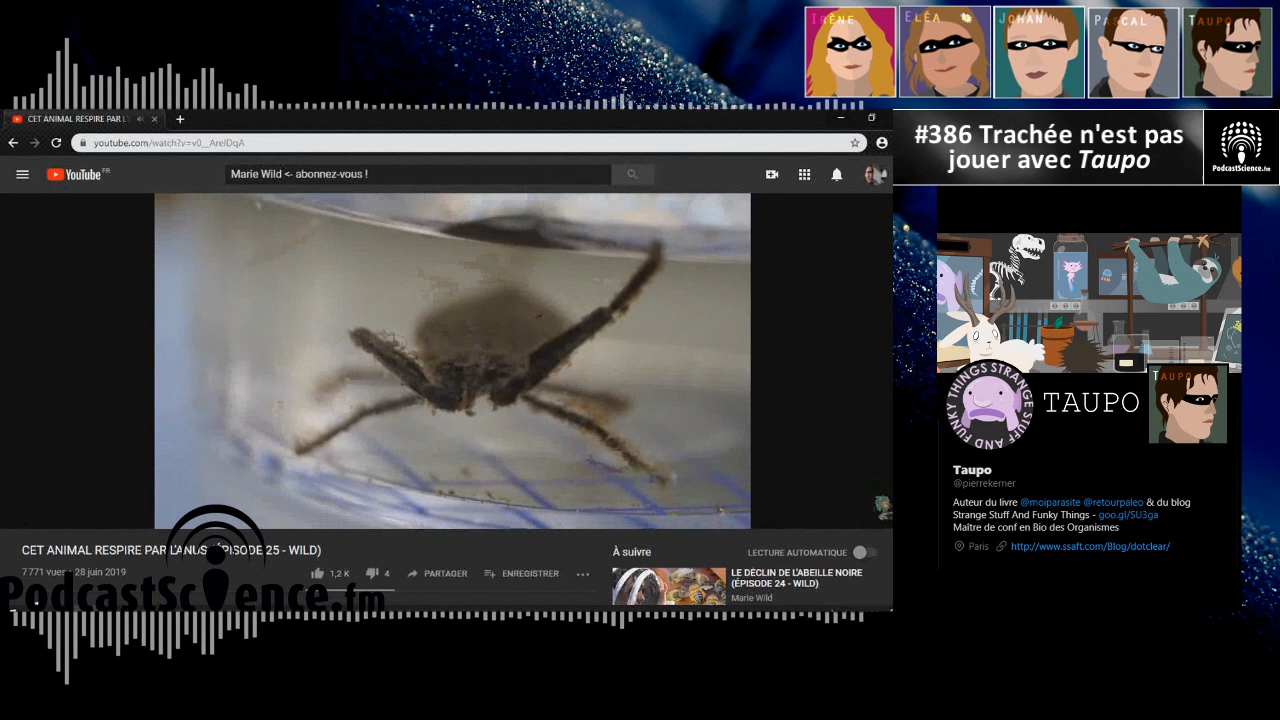 IRÈNE
ELÉA
JOHAN
PASCAL
TAUPO
CET ANIMAL RESPIRE PAR L'
youtube.com/watch?v=v0__AreIDqA
YouTube FR
Marie Wild <- abonnez-vous !
#386 Trachée n'est pas
jouer avec Taupo
PodcastScience.fm
STRANGE STUFF AND FUNKY THINGS
TAUPO
TAUPO
Taupo
@pierrekerner
Auteur du livre @moiparasite @retourpaleo & du blog
Strange Stuff And Funky Things - goo.gl/SU3ga
Maître de conf en Bio des Organismes
Paris http://www.ssaft.com/Blog/dotclear/
CET ANIMAL RESPIRE PAR L'ANUS (ÉPISODE 25 - WILD)
7 771 vues - 28 juin 2019
1,2 K
4
PARTAGER
ENREGISTRER
À suivre
LECTURE AUTOMATIQUE
LE DÉCLIN DE L'ABEILLE NOIRE
(ÉPISODE 24 - WILD)
Marie Wild
PodcastScience.fm